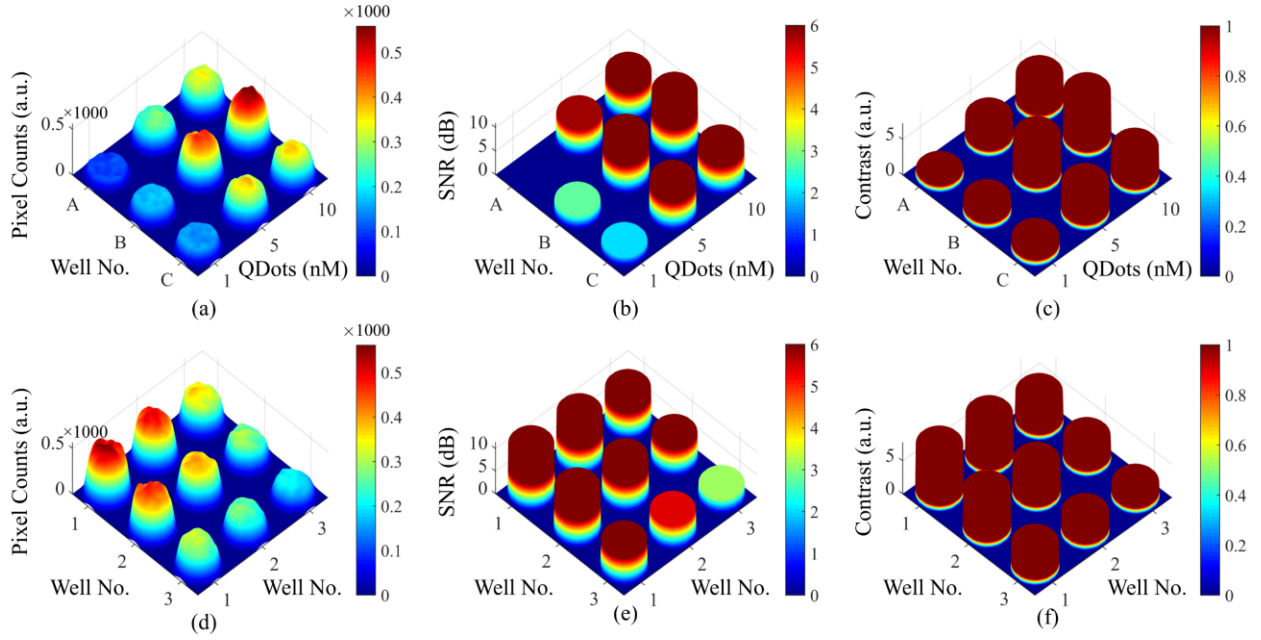 ×1000
Pixel Counts (a.u.)
0.5
×1000
0
A
B
C
Well No.
1
5
10
QDots (nM)
0.5
0.4
0.3
0.2
0.1
0
(a)
SNR (dB)
10
5
0
A
B
C
Well No.
1
5
10
QDots (nM)
6
5
4
3
2
1
0
(b)
Contrast (a.u.)
5
0
A
B
C
Well No.
1
5
10
QDots (nM)
1
0.8
0.6
0.4
0.2
0
(c)
×1000
Pixel Counts (a.u.)
0.5
×1000
0
1
2
3
Well No.
1
2
3
Well No.
0.5
0.4
0.3
0.2
0.1
0
(d)
SNR (dB)
10
5
0
1
2
3
Well No.
1
2
3
Well No.
6
5
4
3
2
1
0
(e)
Contrast (a.u.)
5
0
1
2
3
Well No.
1
2
3
Well No.
1
0.8
0.6
0.4
0.2
0
(f)